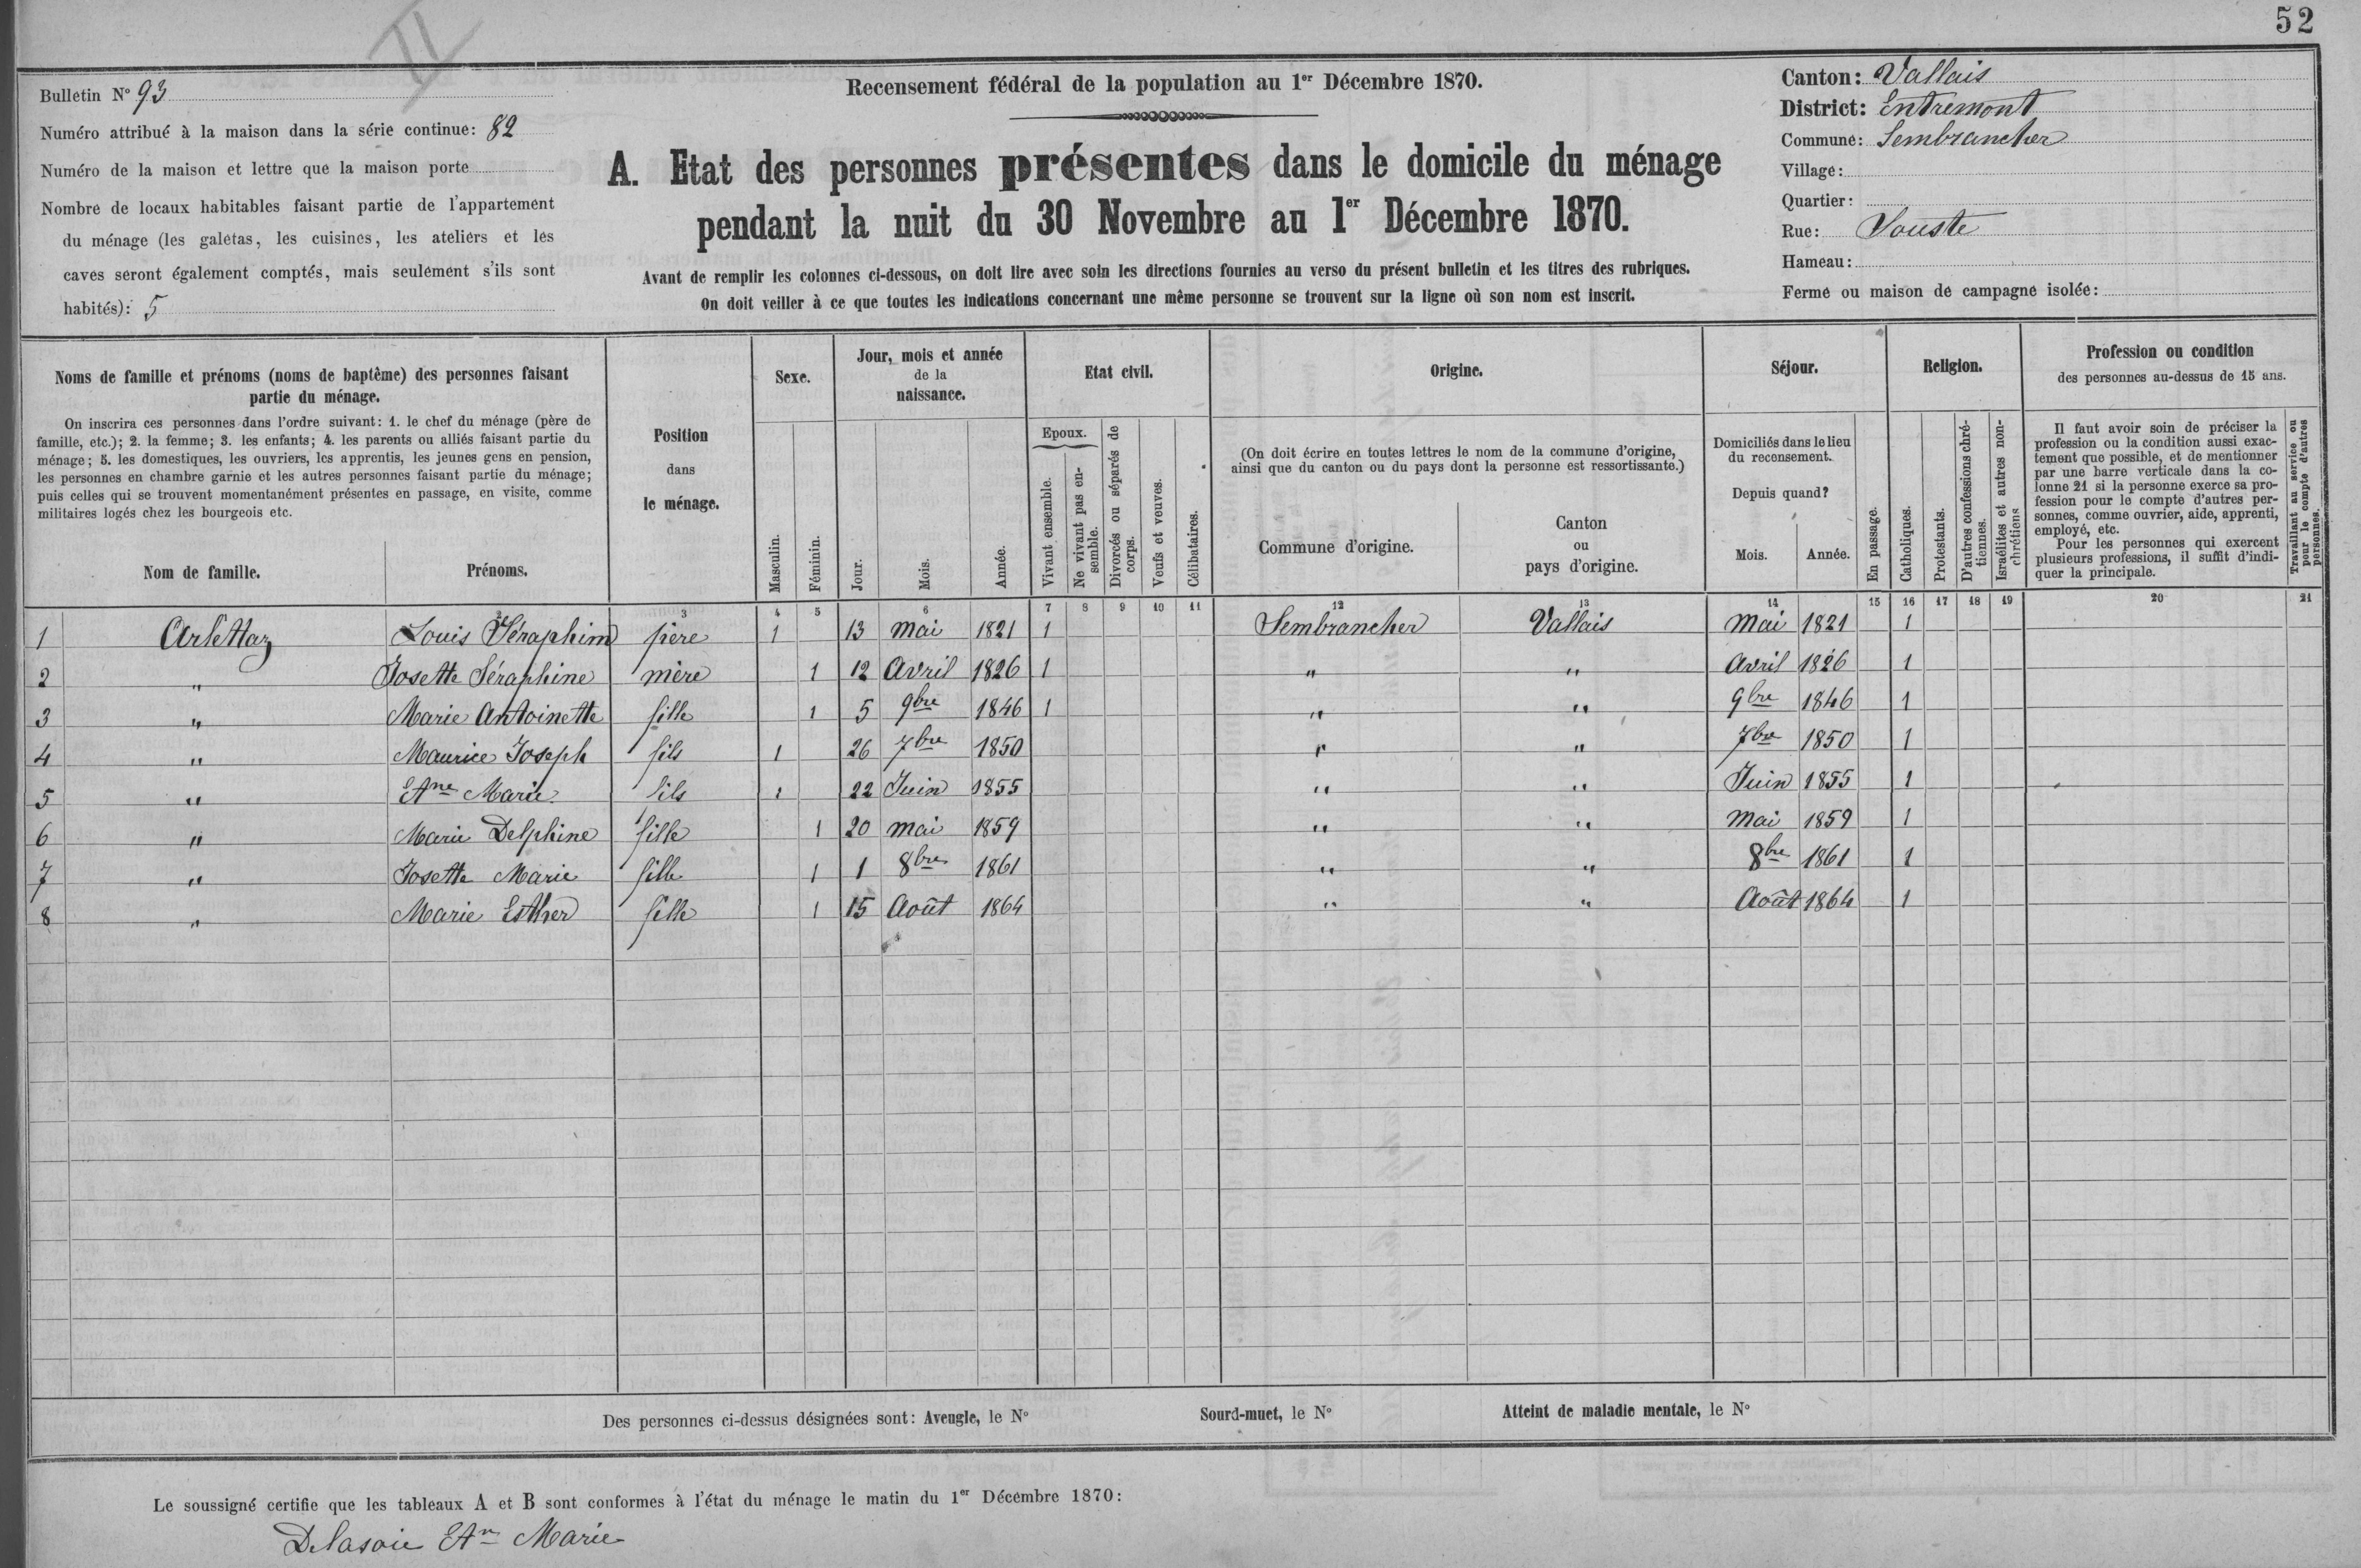 52
II
Bulletin N° 93
Numéro attribué à la maison dans la série continue: 82
Numéro de la maison et lettre que la maison porte
Nombre de locaux habitables faisant partie de l'appartement
du ménage (les galetas, les cuisines, les ateliers et les
caves seront également comptés, mais seulement s'ils sont
habités): 5
Recensement fédéral de la population au 1er Décembre 1870.
A. Etat des personnes présentes dans le domicile du ménage
pendant la nuit du 30 Novembre au 1er Décembre 1870.
Avant de remplir les colonnes ci-dessous, on doit lire avec soin les directions fournies au verso du présent bulletin et les titres des rubriques.
On doit veiller à ce que toutes les indications concernant une même personne se trouvent sur la ligne où son nom est inscrit.
Canton: Vallais
District: Entremont
Commune: Sembrancher
Village:
Quartier:
Rue: Vouste
Hameau:
Ferme ou maison de campagne isolée:
Noms de famille et prénoms (noms de baptême) des personnes faisant
partie du ménage.
On inscrira ces personnes dans l'ordre suivant: 1. le chef du ménage (père de
famille, etc.); 2. la femme; 3. les enfants; 4. les parents ou alliés faisant partie du
ménage; 5. les domestiques, les ouvriers, les apprentis, les jeunes gens en pension,
les personnes en chambre garnie et les autres personnes faisant partie du ménage;
puis celles qui se trouvent momentanément présentes en passage, en visite, comme
militaires logés chez les bourgeois etc.
Nom de famille.
Prénoms.
Position
dans
le ménage.
Sexe.
Masculin.
Féminin.
Jour, mois et année
de la
naissance.
Jour.
Mois.
Année.
Etat civil.
Epoux.
Vivant ensemble.
Ne vivant pas en-
semble.
Divorcés ou séparés de
corps.
Veufs et veuves.
Célibataires.
Origine.
(On doit écrire en toutes lettres le nom de la commune d'origine,
ainsi que du canton ou du pays dont la personne est ressortissante.)
Commune d'origine.
Canton
ou
pays d'origine.
Séjour.
Domiciliés dans le lieu
du recensement.
Depuis quand?
Mois.
Année.
En passage.
Religion.
Catholiques.
Protestants.
D'autres confessions chré-
tiennes.
Israélites et autres non-
chrétiens.
Profession ou condition
des personnes au-dessus de 15 ans.
Il faut avoir soin de préciser la
profession ou la condition aussi exac-
tement que possible, et de mentionner
par une barre verticale dans la co-
lonne 21 si la personne exerce sa pro-
fession pour le compte d'autres per-
sonnes, comme ouvrier, aide, apprenti,
employé, etc.
Pour les personnes qui exercent
plusieurs professions, il suffit d'indi-
quer la principale.
Travaillant au service ou
pour le compte d'autres
personnes.
2 3 4 5 6 7 8 9 10 11 12 13 14 15 16 17 18 19 20 21
1 Arlettaz Louis Séraphim père 1 13 mai 1821 1 Sembrancher Vallais Mai 1821 1
2 " Josette Séraphine mère 1 12 Avril 1826 1 " " Avril 1826 1
3 " Marie Antoinette fille 1 5 9bre 1846 1 " " 9bre 1846 1
4 " Maurice Joseph fils 1 26 7bre 1850 " " 7bre 1850 1
5 " Etne Marie fils 1 22 Juin 1855 " " Juin 1855 1
6 " Marie Delphine fille 1 20 mai 1859 " " Mai 1859 1
7 " Josette Marie fille 1 1 8bre 1861 " " 8bre 1861 1
8 " Marie Esther fille 1 15 Août 1864 " " Août 1864 1
Des personnes ci-dessus désignées sont: Aveugle, le N° Sourd-muet, le N° Atteint de maladie mentale, le N°
Le soussigné certifie que les tableaux A et B sont conformes à l'état du ménage le matin du 1er Décembre 1870:
Delasoie Etn Marie